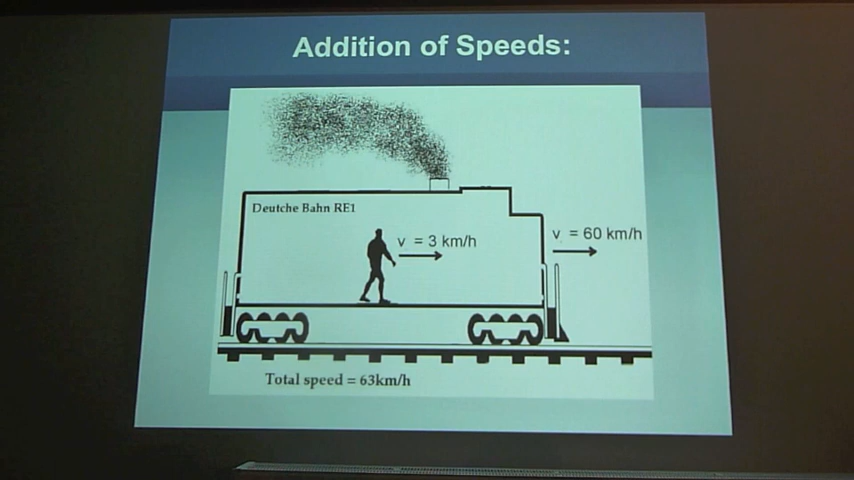 Addition of Speeds:
Deutche Bahn RE1
v = 3 km/h
v = 60 km/h
Total speed = 63km/h